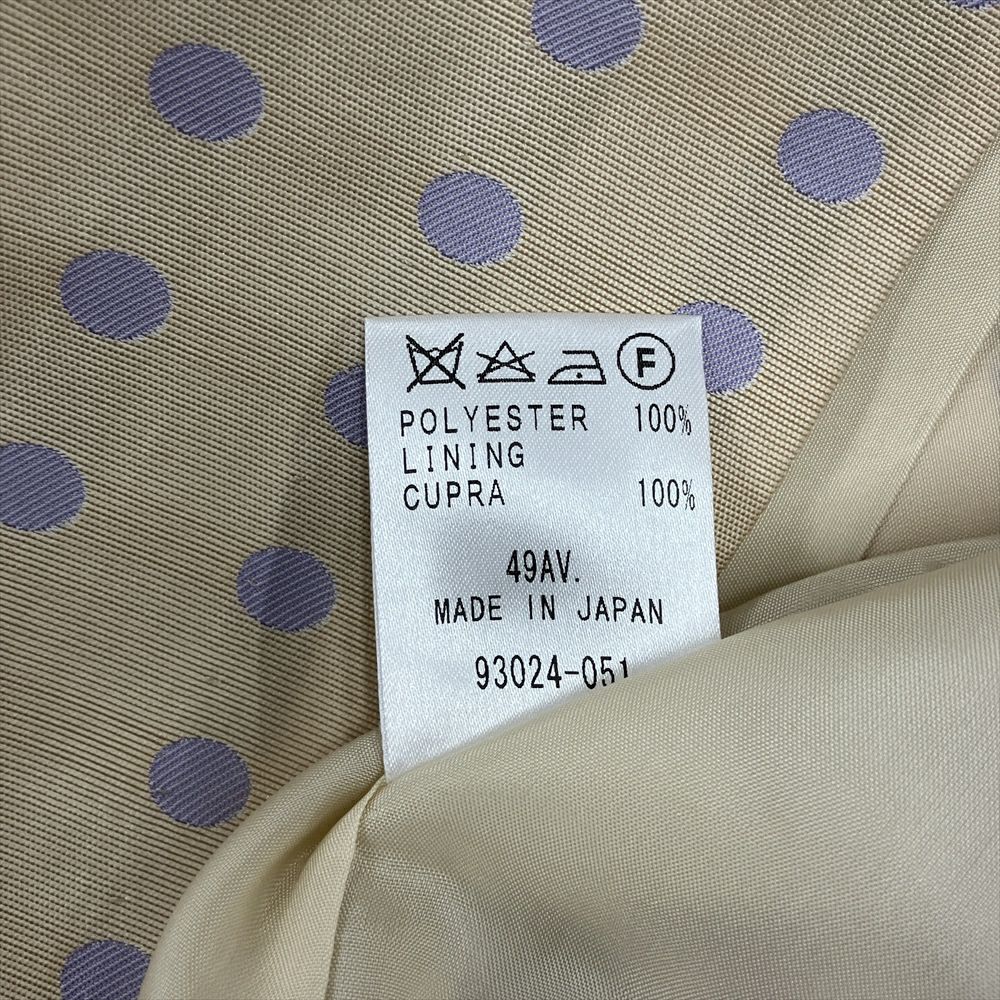 F
POLYESTER 100%
LINING
CUPRA 100%
49AV.
MADE IN JAPAN
93024-051